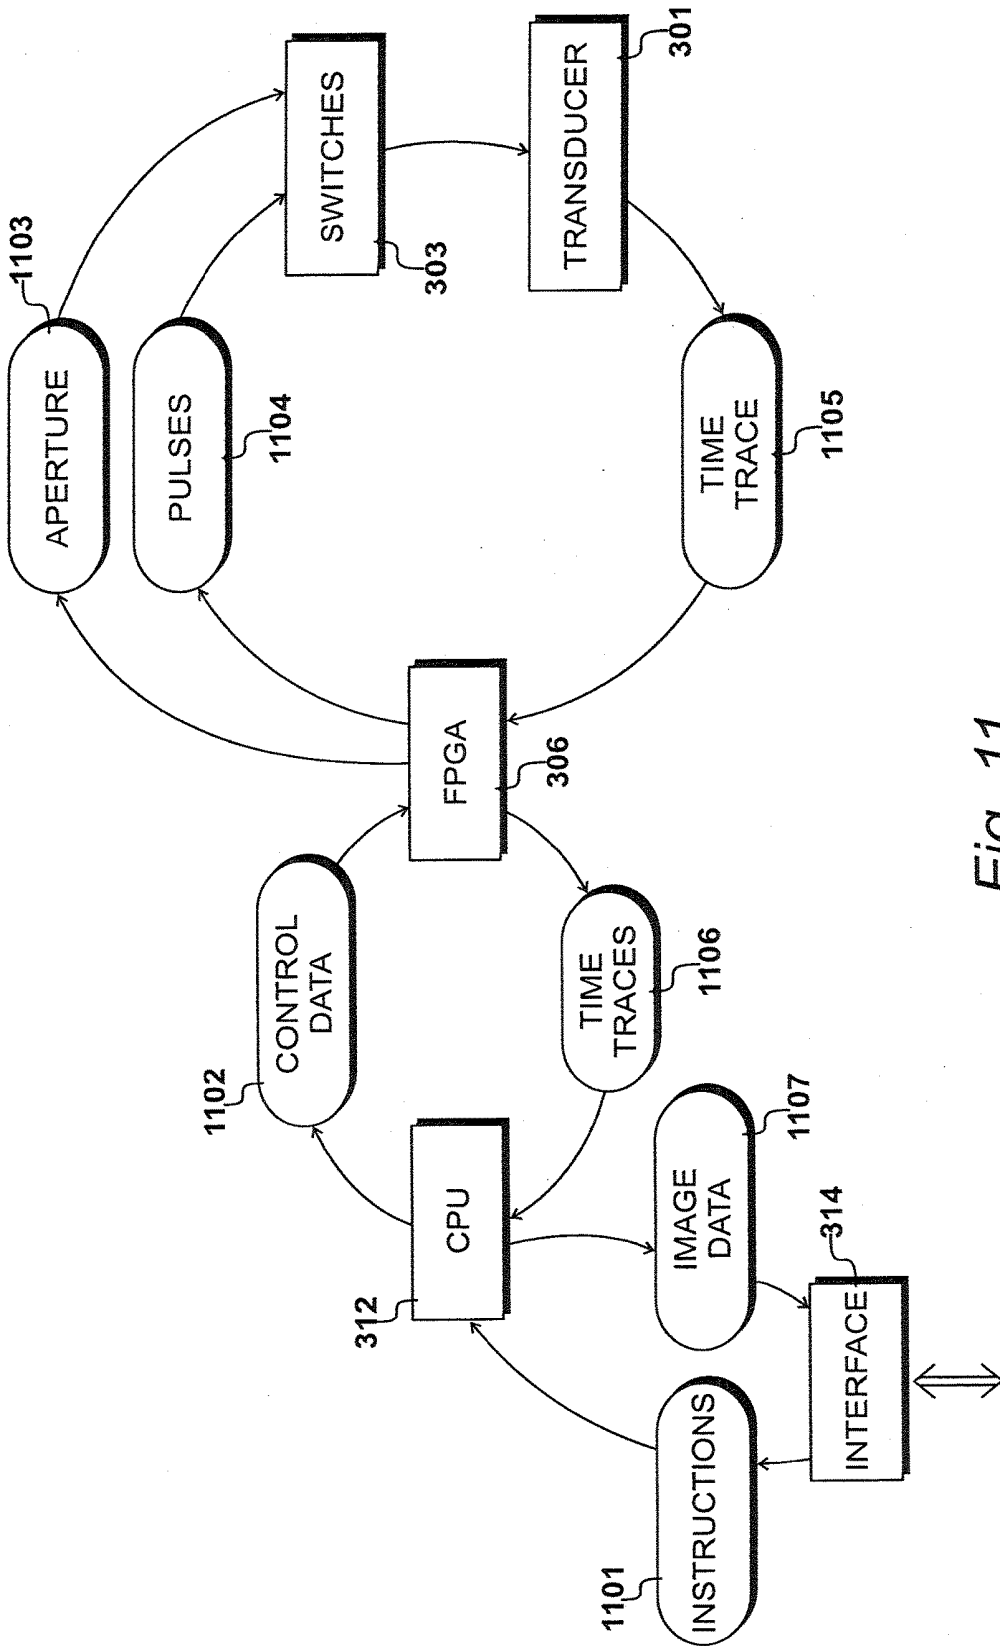 1103
APERTURE
PULSES
1104
SWITCHES
303
TRANSDUCER
301
TIME
TRACE
1105
FPGA
306
CONTROL
DATA
1102
TIME
TRACES
1106
CPU
312
IMAGE
DATA
1107
INSTRUCTIONS
1101
INTERFACE
314
Fig. 11